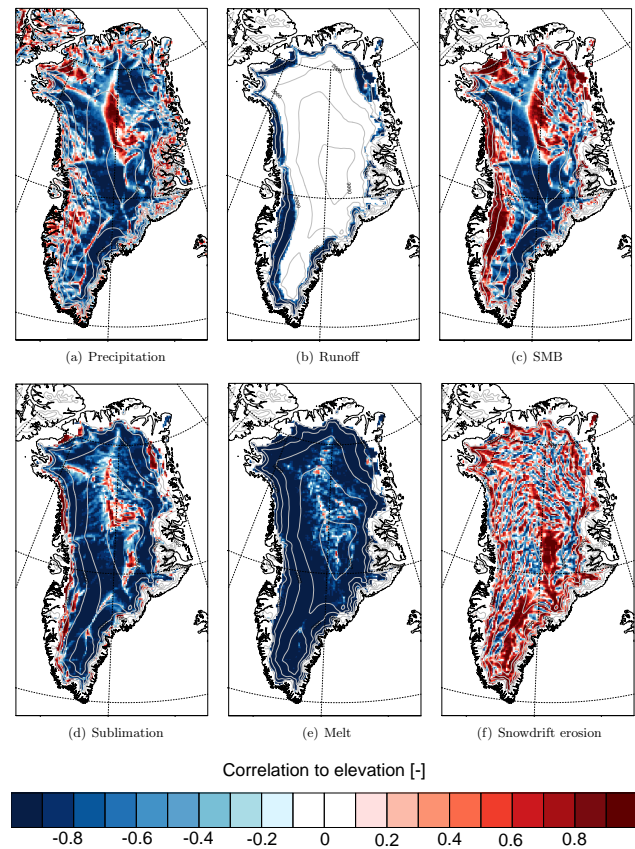 (a) Precipitation
(b) Runoff
(c) SMB
(d) Sublimation
(e) Melt
(f) Snowdrift erosion
Correlation to elevation [-]
-0.8 -0.6 -0.4 -0.2 0 0.2 0.4 0.6 0.8